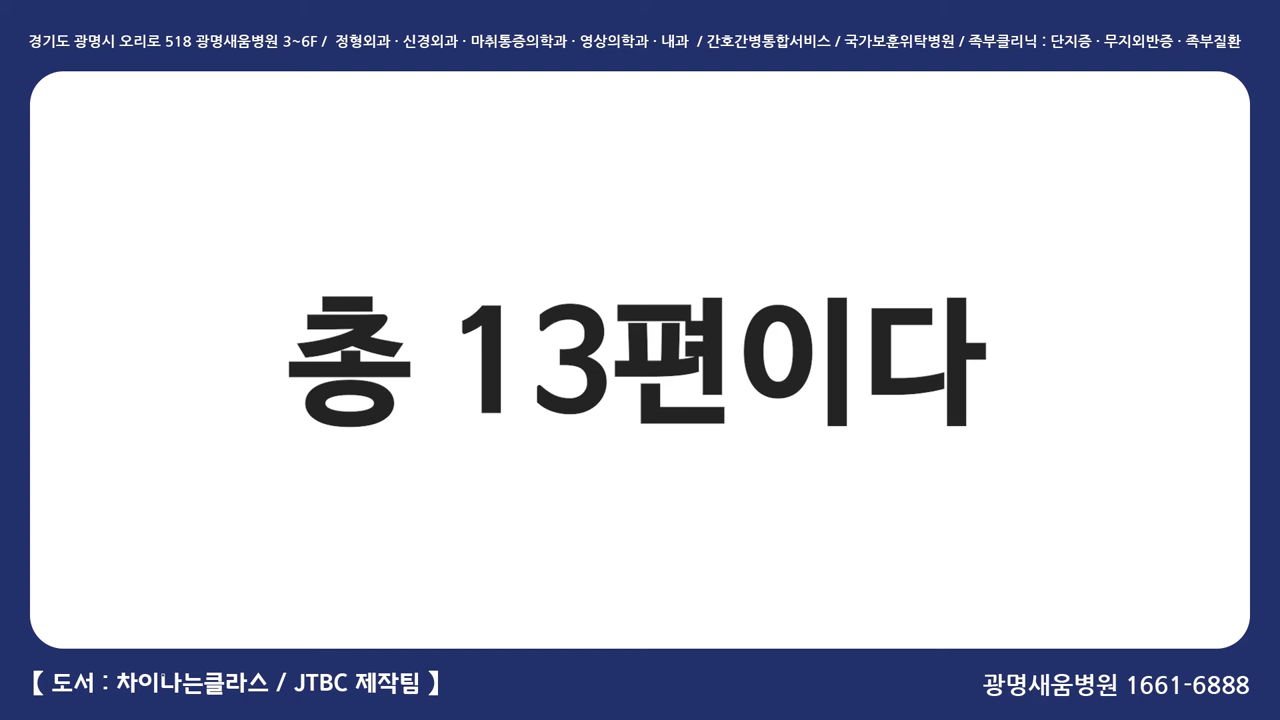 경기도 광명시 오리로 518 광명새움병원 3~6F / 정형외과 · 신경외과 · 마취통증의학과 · 영상의학과 · 내과 / 간호간병통합서비스 / 국가보훈위탁병원 / 족부클리닉 : 단지증 · 무지외반증 · 족부질환
총 13편이다
【 도서 : 차이나는클라스 / JTBC 제작팀 】
광명새움병원 1661-6888